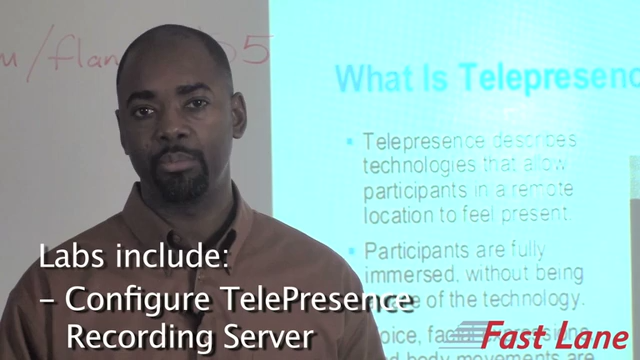 What Is Telepresenc
Telepresence describes
technologies that allow
participants in a remote
location to feel present.
Participants are fully
immersed, without being
of the technology.
Labs include:
- Configure TelePresence
Recording Server
Fast Lane